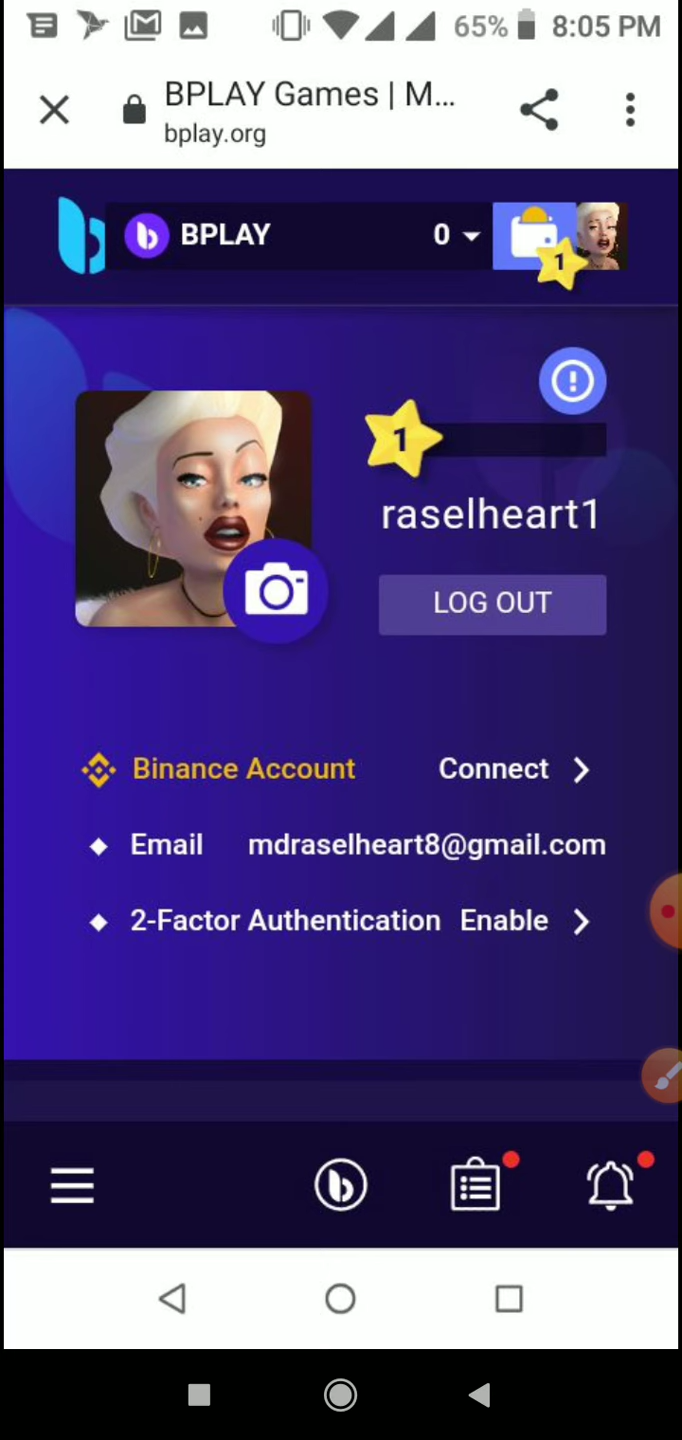 65% 8:05 PM
BPLAY Games | M...
bplay.org
BPLAY 0
1
1
raselheart1
LOG OUT
Binance Account Connect
Email mdraselheart8@gmail.com
2-Factor Authentication Enable